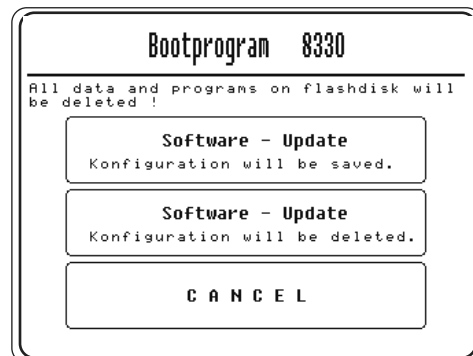 Bootprogram 8330
All data and programs on flashdisk will
be deleted !
Software - Update
Konfiguration will be saved.
Software - Update
Konfiguration will be deleted.
C A N C E L